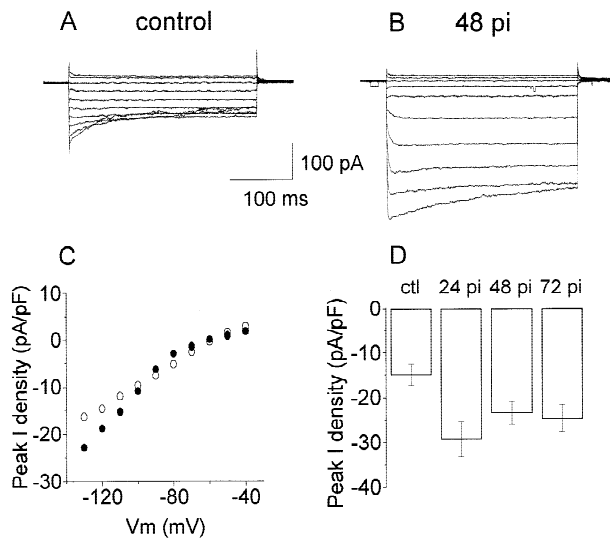 A control
B 48 pi
100 pA
100 ms
C
Peak I density (pA/pF)
10
0
-10
-20
-30
-120
-80
-40
Vm (mV)
D
ctl 24 pi 48 pi 72 pi
Peak I density (pA/pF)
0
-10
-20
-30
-40